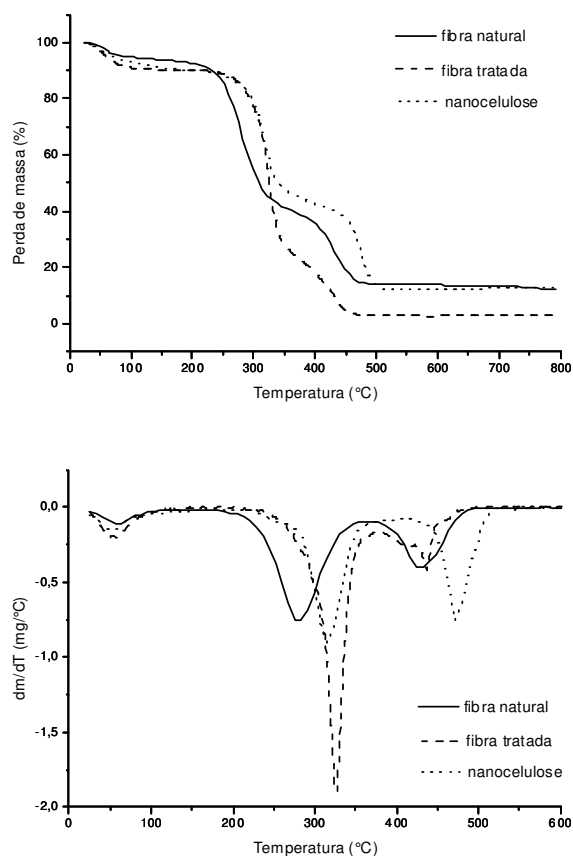 100
80
60
40
20
0
Perda de massa (%)
fibra natural
fibra tratada
nanocelulose
0 100 200 300 400 500 600 700 800
Temperatura (°C)
0,0
-0,5
-1,0
-1,5
-2,0
dm/dT (mg/°C)
fibra natural
fibra tratada
nanocelulose
0 100 200 300 400 500 600
Temperatura (°C)